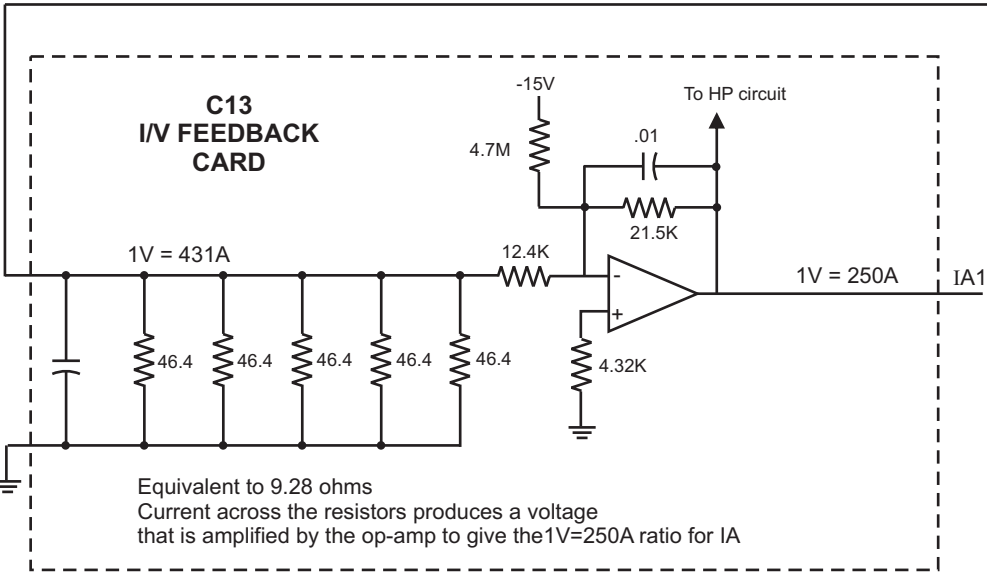 C13
I/V FEEDBACK
CARD
-15V
4.7M
To HP circuit
.01
21.5K
1V = 431A
12.4K
-
+
1V = 250A
IA1
46.4
46.4
46.4
46.4
46.4
4.32K
Equivalent to 9.28 ohms
Current across the resistors produces a voltage
that is amplified by the op-amp to give the1V=250A ratio for IA